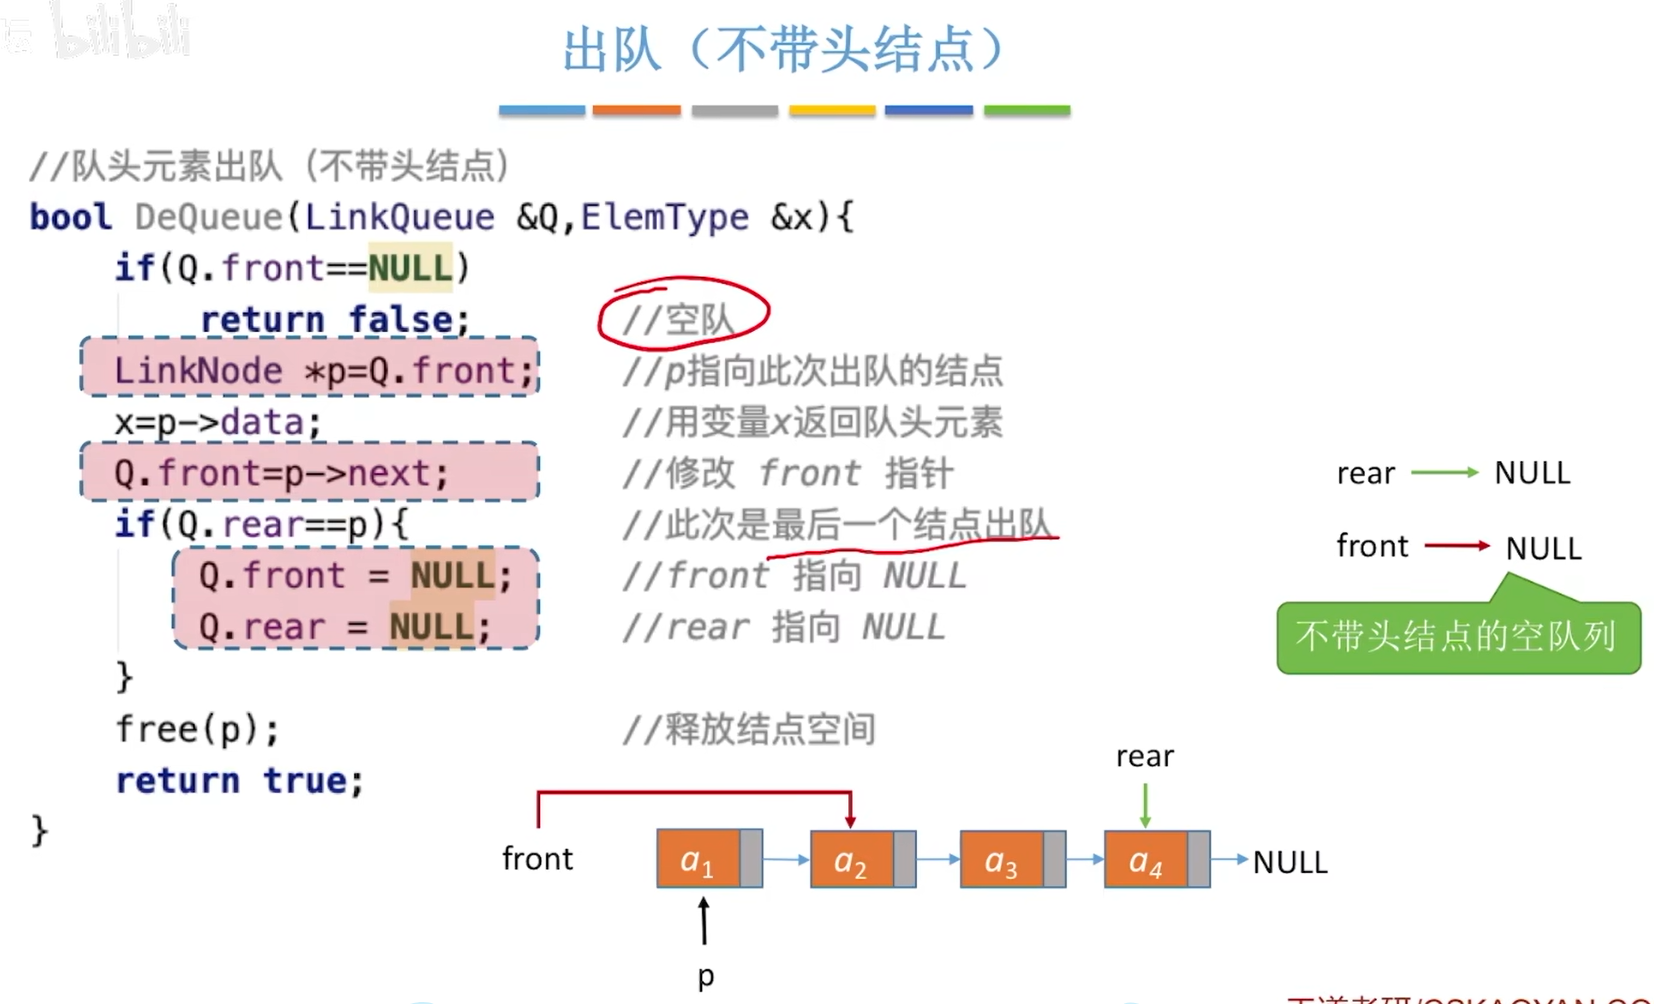 bilibili
出队（不带头结点）
//队头元素出队（不带头结点）
bool DeQueue(LinkQueue &Q,ElemType &x){
if(Q.front==NULL)
return false; //空队
LinkNode *p=Q.front; //p指向此次出队的结点
x=p->data; //用变量x返回队头元素
Q.front=p->next; //修改 front 指针
if(Q.rear==p){ //此次是最后一个结点出队
Q.front = NULL; //front 指向 NULL
Q.rear = NULL; //rear 指向 NULL
}
free(p); //释放结点空间
return true;
}
rear NULL
front NULL
不带头结点的空队列
rear
front a1 a2 a3 a4 NULL
p